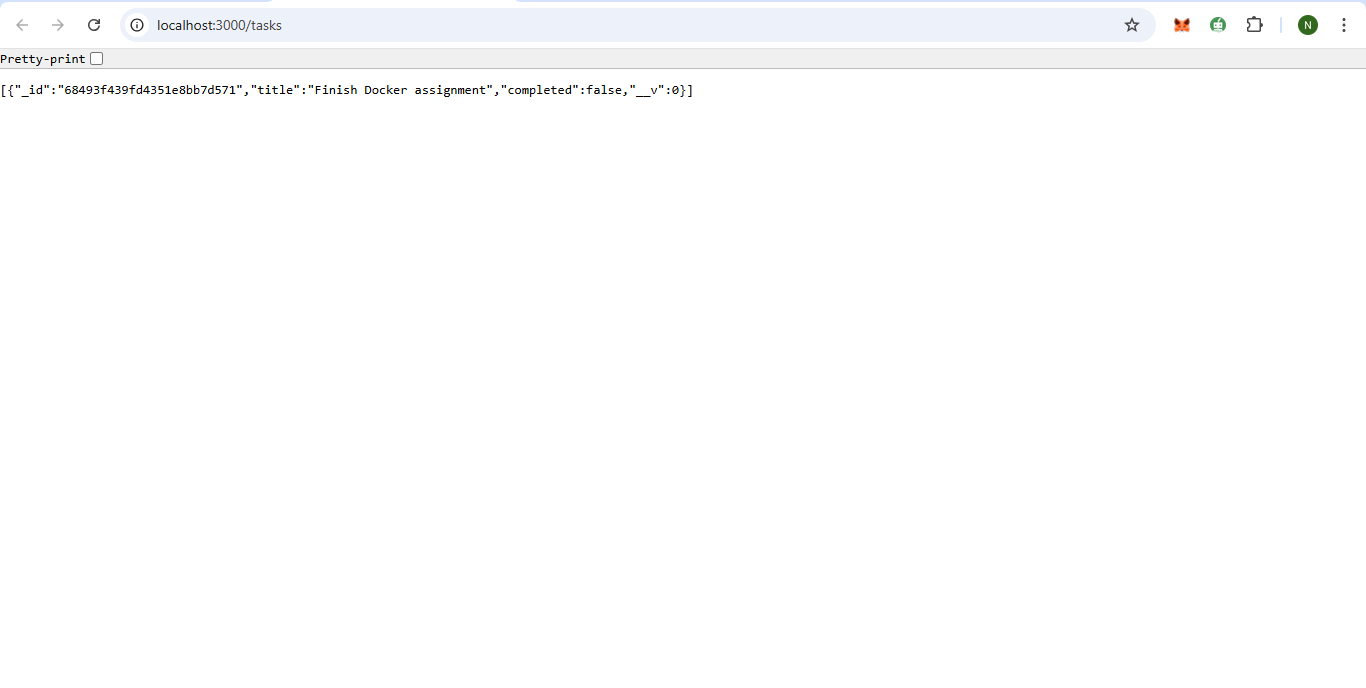 localhost:3000/tasks
N
Pretty-print
[{"_id":"68493f439fd4351e8bb7d571","title":"Finish Docker assignment","completed":false,"__v":0}]